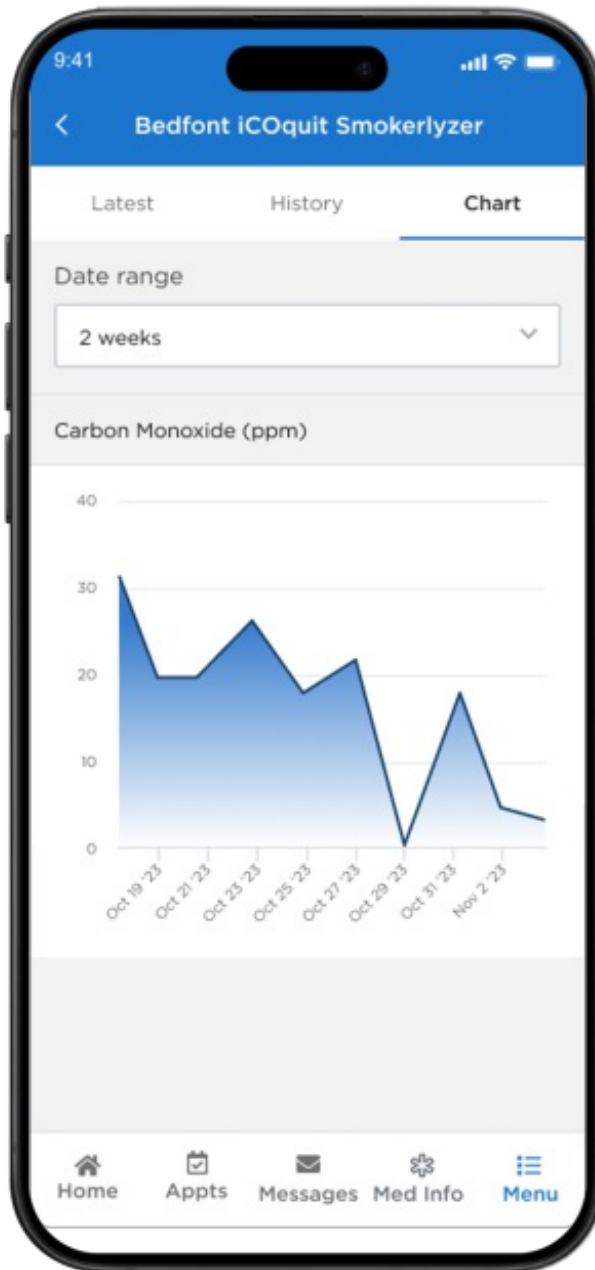 9:41
Bedfont iCOquit Smokerlyzer
Latest History Chart
Date range
2 weeks
Carbon Monoxide (ppm)
40
30
20
10
0
Oct 19 '23 Oct 21 '23 Oct 23 '23 Oct 25 '23 Oct 27 '23 Oct 29 '23 Oct 31 '23 Nov 2 '23
Home Appts Messages Med Info Menu